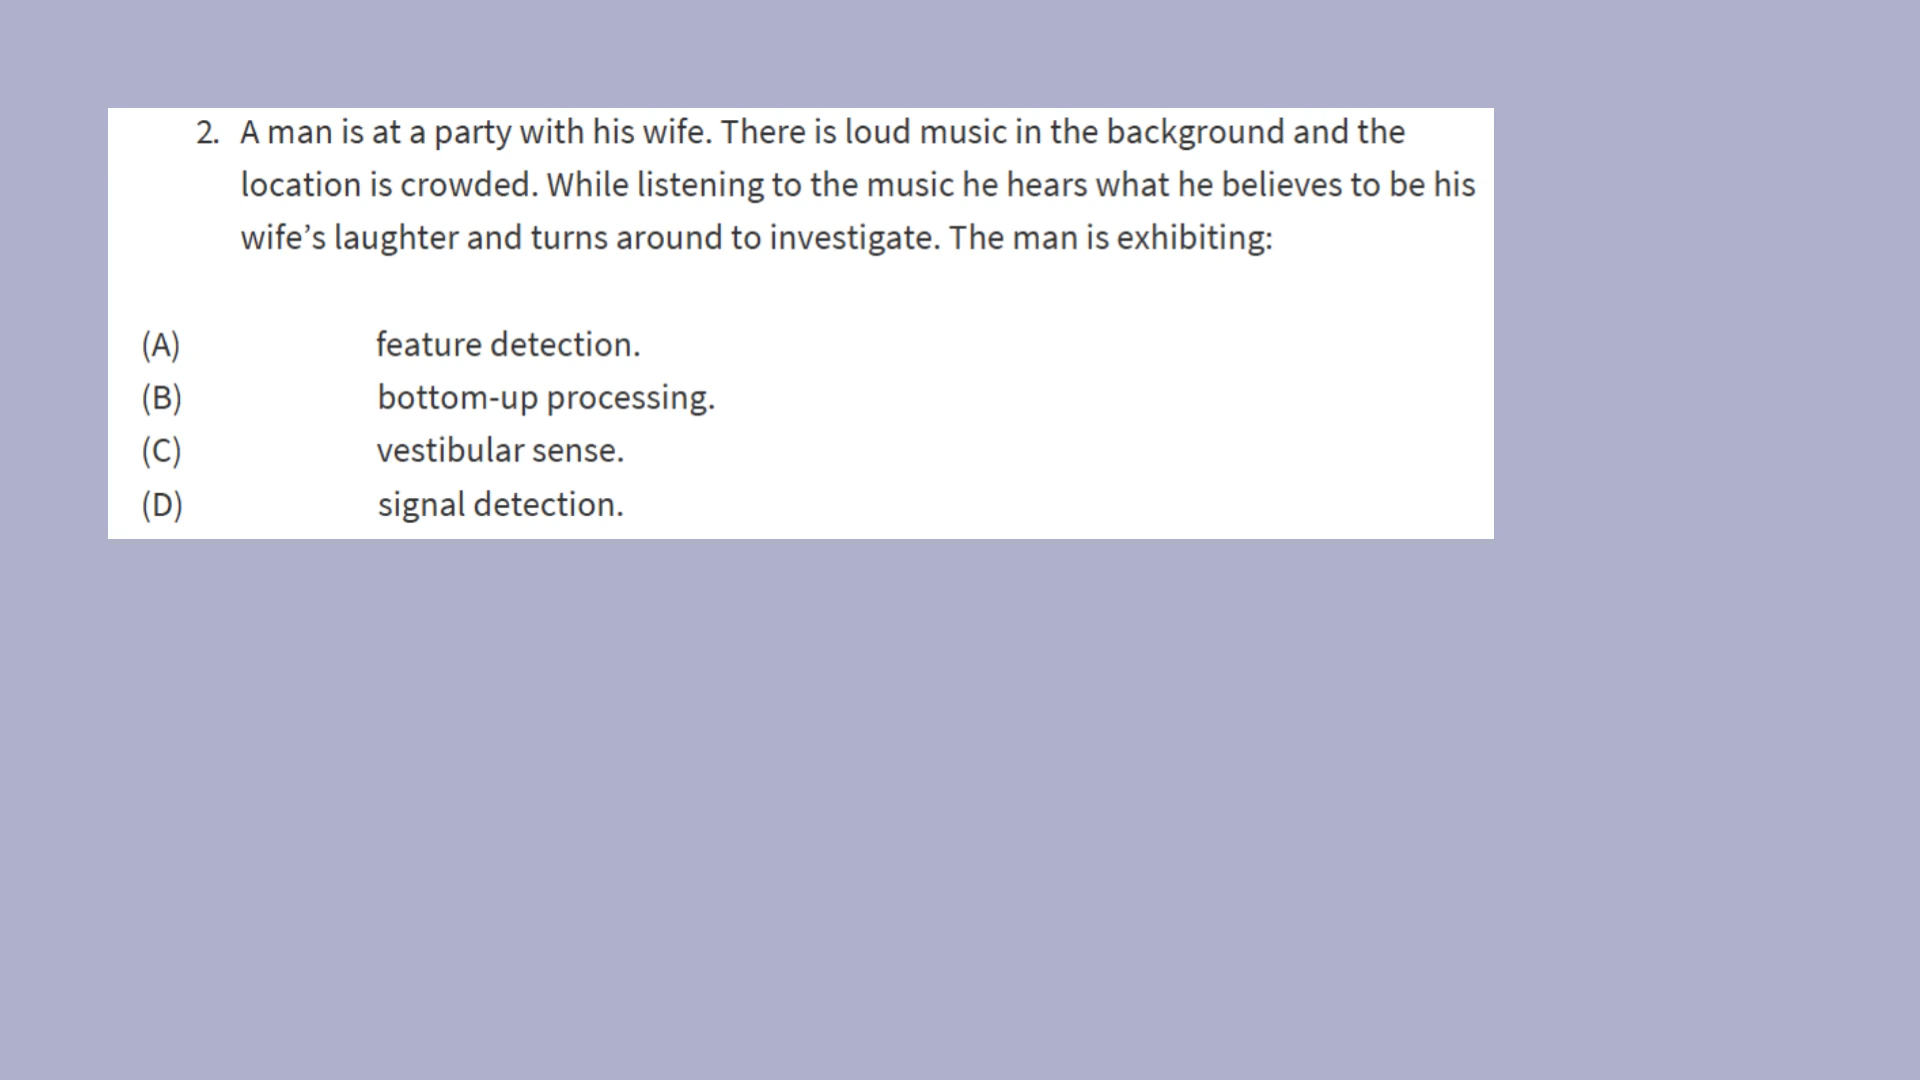 2. A man is at a party with his wife. There is loud music in the background and the
location is crowded. While listening to the music he hears what he believes to be his
wife’s laughter and turns around to investigate. The man is exhibiting:
(A) feature detection.
(B) bottom-up processing.
(C) vestibular sense.
(D) signal detection.